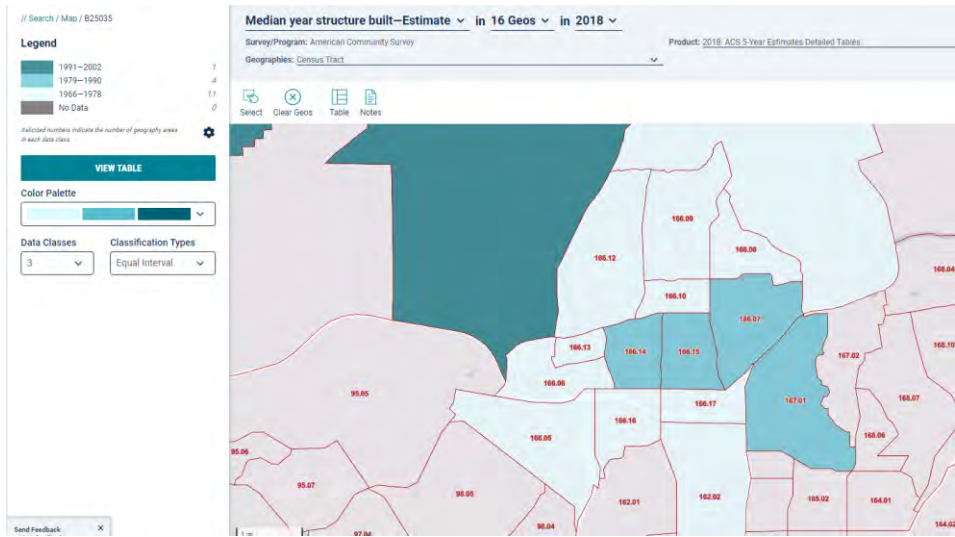 // Search / Map / B25035
Legend
1991—2002 1
1979—1990 4
1966—1978 11
No Data 0
Italicized numbers indicate the number of geography areas
in each data class.
VIEW TABLE
Color Palette
Data Classes Classification Types
3 Equal Interval
Send Feedback X
Median year structure built—Estimate in 16 Geos in 2018
Survey/Program: American Community Survey Product: 2018: ACS 5-Year Estimates Detailed Tables
Geographies: Census Tract
Select Clear Geos Table Notes
166.09
166.12
166.08
168.04
166.10
166.07
166.13
166.14
166.15
167.02
168.10
166.06
95.05
166.17
167.01
168.07
166.16
168.06
95.06
95.07
98.05
162.01
162.02
165.02
164.01
98.04
97.04
164.02